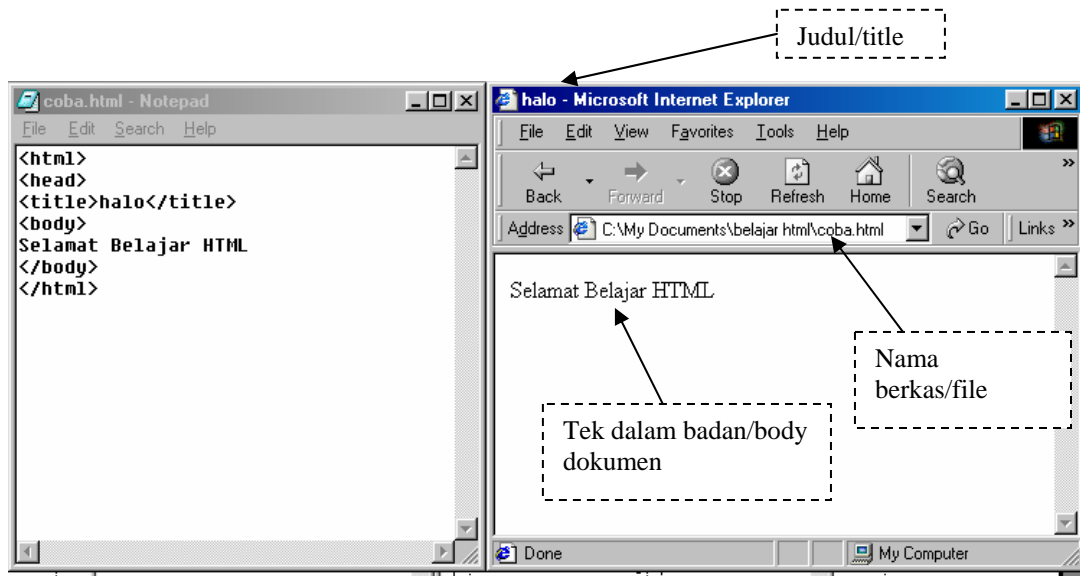 Judul/title
coba.html - Notepad
File Edit Search Help
<html>
<head>
<title>halo</title>
<body>
Selamat Belajar HTML
</body>
</html>
halo - Microsoft Internet Explorer
File Edit View Favorites Tools Help
Back Forward Stop Refresh Home Search »
Address C:\My Documents\belajar html\coba.html Go Links »
Selamat Belajar HTML
Nama
berkas/file
Tek dalam badan/body
dokumen
Done My Computer